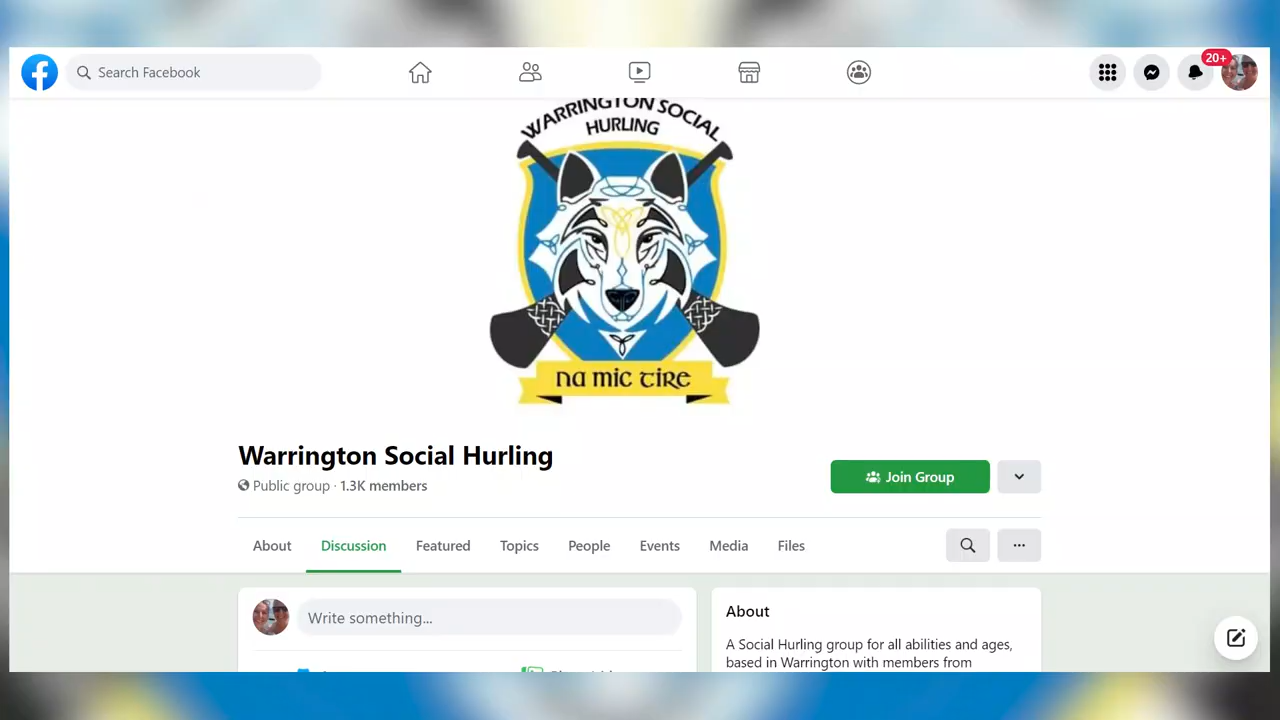 Search Facebook
20+
WARRINGTON SOCIAL
HURLING
na mic tíre
Warrington Social Hurling
Public group · 1.3K members
Join Group
About
Discussion
Featured
Topics
People
Events
Media
Files
Write something...
About
A Social Hurling group for all abilities and ages,
based in Warrington with members from